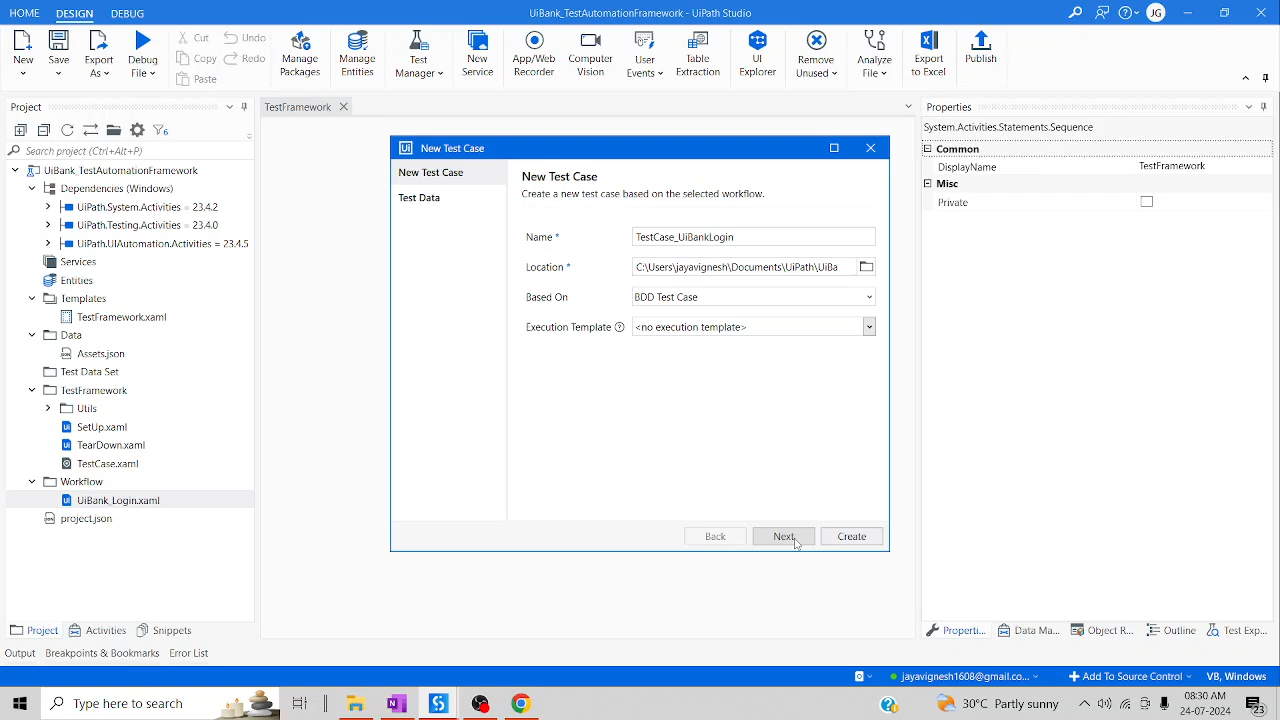 HOME DESIGN DEBUG
UiBank_TestAutomationFramework - UiPath Studio
JG
New
Save
Export As
Debug File
Cut
Copy
Paste
Undo
Redo
Manage Packages
Manage Entities
Test Manager
New Service
App/Web Recorder
Computer Vision
User Events
Table Extraction
UI Explorer
Remove Unused
Analyze File
Export to Excel
Publish
Project
6
Search project (Ctrl+Alt+P)
UiBank_TestAutomationFramework
Dependencies (Windows)
UiPath.System.Activities = 23.4.2
UiPath.Testing.Activities = 23.4.0
UiPath.UIAutomation.Activities = 23.4.5
Services
Entities
Templates
TestFramework.xaml
Data
Assets.json
Test Data Set
TestFramework
Utils
SetUp.xaml
TearDown.xaml
TestCase.xaml
Workflow
UiBank_Login.xaml
project.json
Project Activities Snippets
TestFramework
Ui New Test Case
New Test Case
Test Data
New Test Case
Create a new test case based on the selected workflow.
Name * TestCase_UiBankLogin
Location * C:\Users\jayavignesh\Documents\UiPath\UiBa
Based On BDD Test Case
Execution Template <no execution template>
Back Next Create
Properties
System.Activities.Statements.Sequence
Common
DisplayName TestFramework
Misc
Private
Properti... Data Ma... Object R... Outline Test Exp...
Output Breakpoints & Bookmarks Error List
jayavignesh1608@gmail.co... Add To Source Control VB, Windows
Type here to search
30°C Partly sunny
08:30 AM
24-07-2024
23